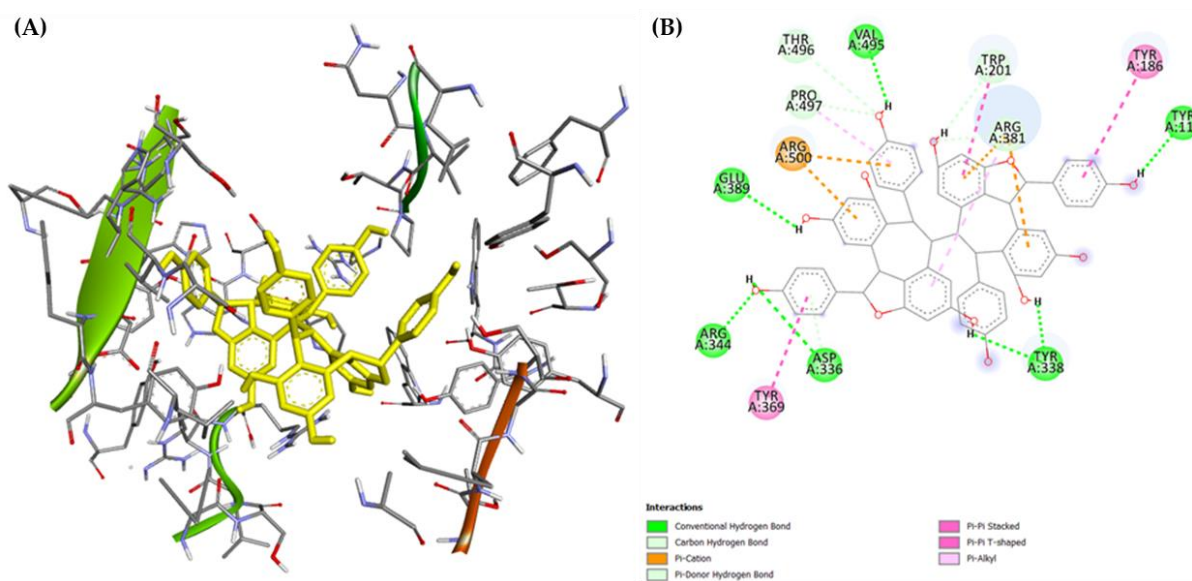 (A)
(B)
THR
A:496
VAL
A:495
TRP
A:201
TYR
A:186
PRO
A:497
H
H
TYR
A:11
ARG
A:381
ARG
A:500
GLU
A:389
H
H
H
H
H
ARG
A:344
ASP
A:336
TYR
A:338
TYR
A:369
Interactions
Conventional Hydrogen Bond
Carbon Hydrogen Bond
Pi-Cation
Pi-Donor Hydrogen Bond
Pi-Pi Stacked
Pi-Pi T-shaped
Pi-Alkyl